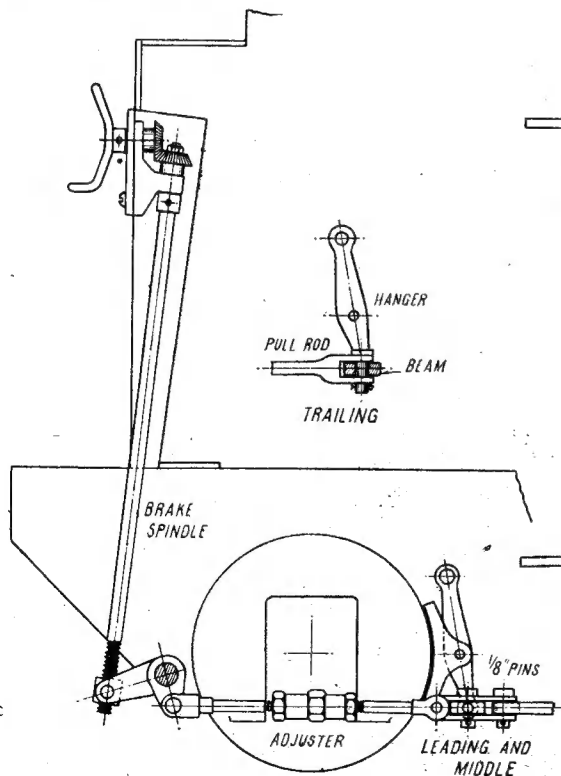 HANGER
PULL ROD
BEAM
TRAILING
BRAKE
SPINDLE
1/8" PINS
ADJUSTER
LEADING AND
MIDDLE